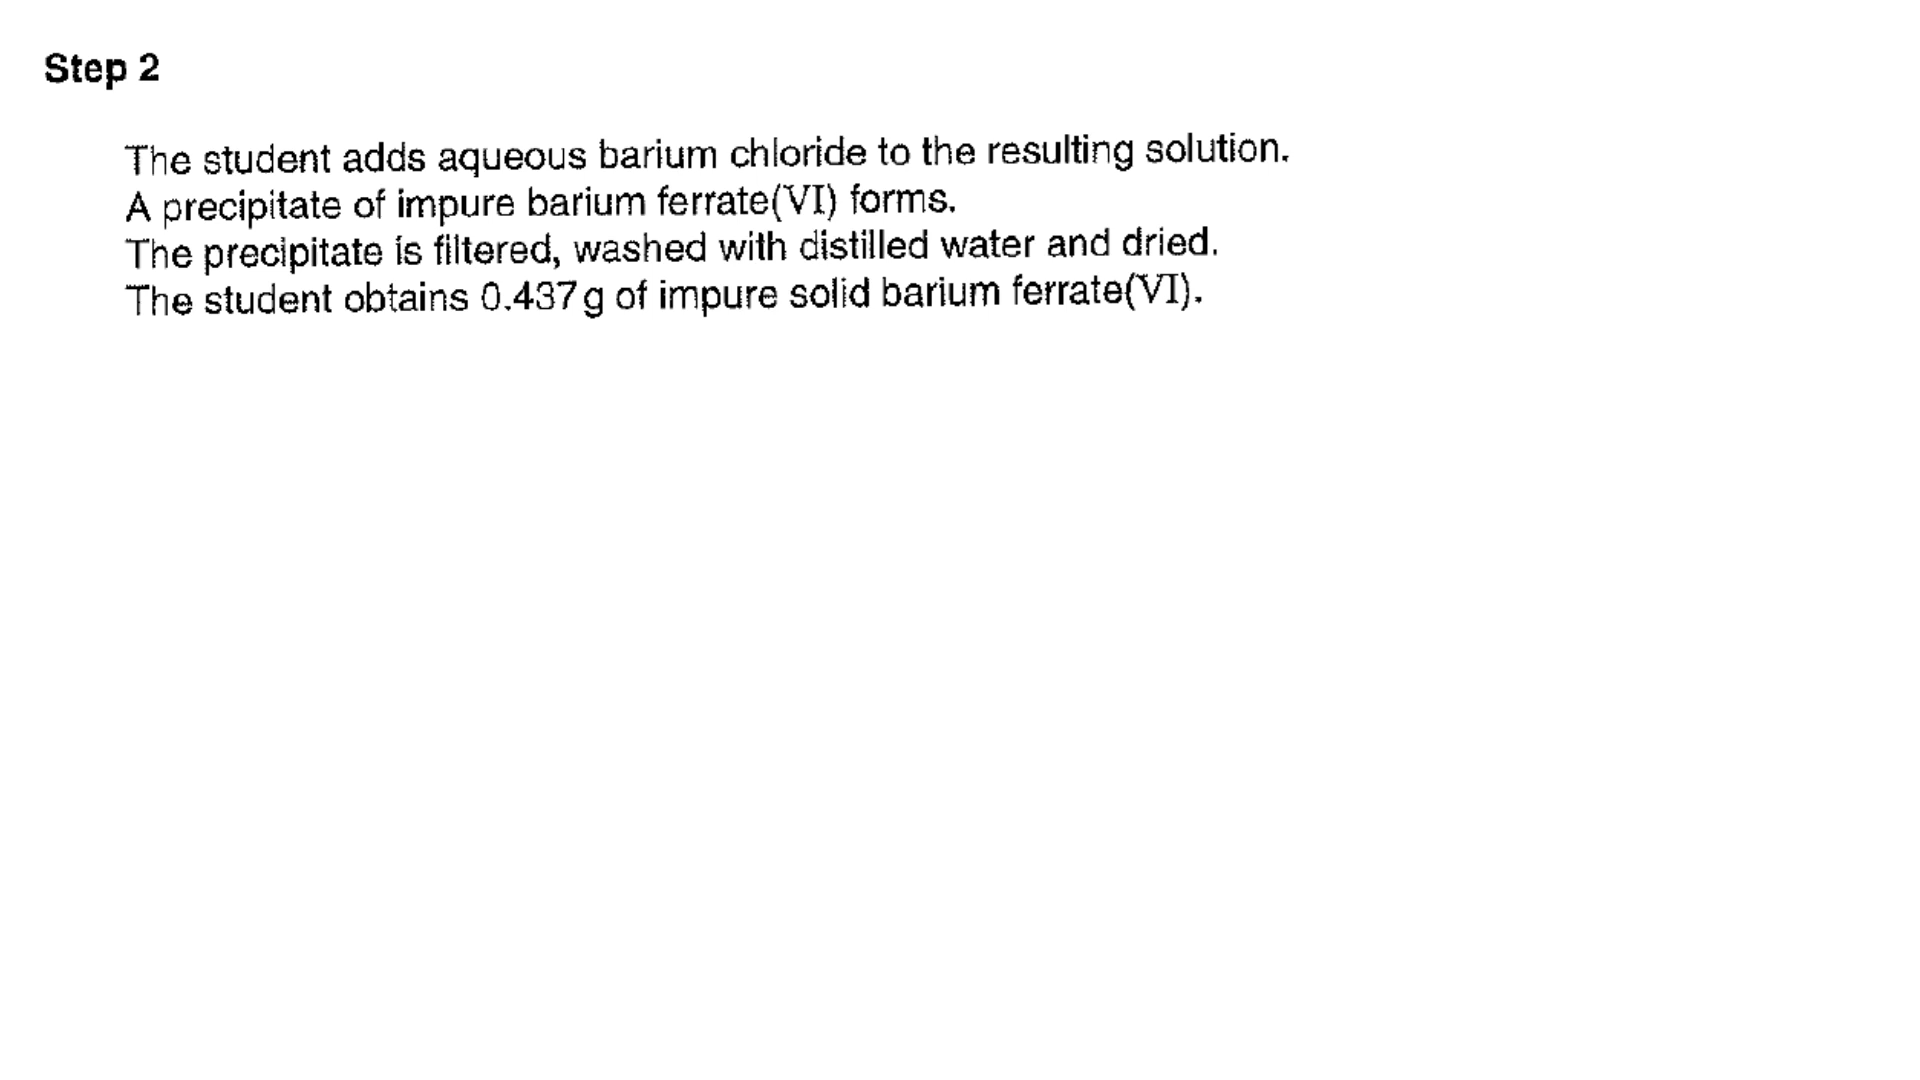 Step 2
The student adds aqueous barium chloride to the resulting solution.
A precipitate of impure barium ferrate(VI) forms.
The precipitate is filtered, washed with distilled water and dried.
The student obtains 0.437 g of impure solid barium ferrate(VI).